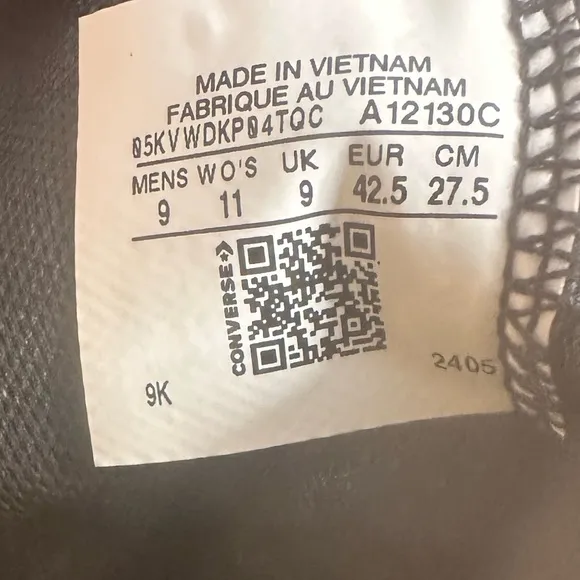 MADE IN VIETNAM
FABRIQUE AU VIETNAM
05KVWDKP04TQC A12130C
MENS WO'S UK EUR CM
9 11 9 42.5 27.5
CONVERSE
2405
9K